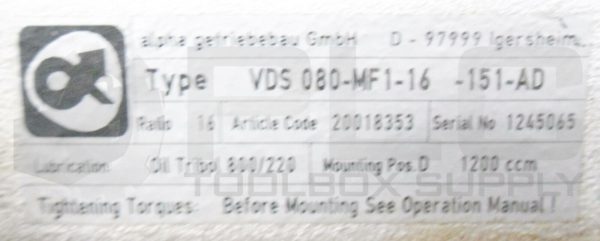 alpha getriebebau GmbH D - 97999 Igersheim
Type VDS 080-MF1-16 -151-AD
Ratio 16 Article Code 20018353 Serial No 1245065
Lubrication (Oil Tribol 800/220 Mounting Pos. D 1200 ccm
PLC
TOOLBOX SUPPLY
Tightening Torques: Before Mounting See Operation Manual !